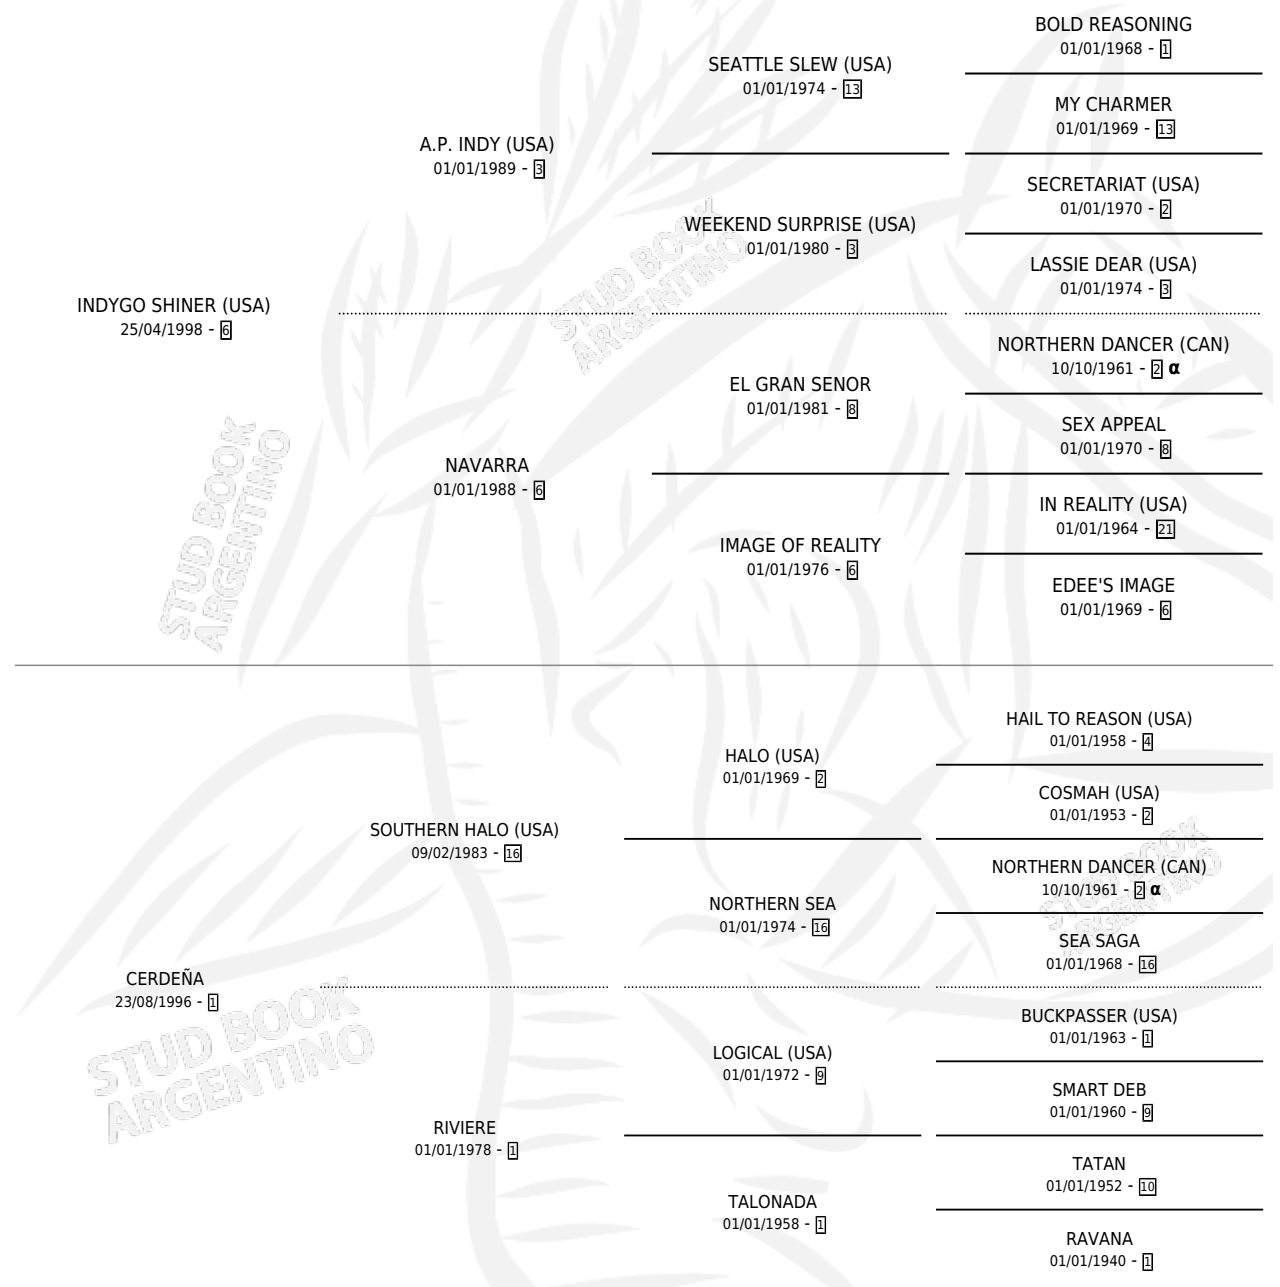 BOLD REASONING
01/01/1968 - 1
SEATTLE SLEW (USA)
01/01/1974 - 13
MY CHARMER
01/01/1969 - 13
A.P. INDY (USA)
01/01/1989 - 3
SECRETARIAT (USA)
01/01/1970 - 2
WEEKEND SURPRISE (USA)
01/01/1980 - 3
LASSIE DEAR (USA)
01/01/1974 - 3
INDYGO SHINER (USA)
25/04/1998 - 6
NORTHERN DANCER (CAN)
10/10/1961 - 2 α
EL GRAN SENOR
01/01/1981 - 8
SEX APPEAL
01/01/1970 - 8
NAVARRA
01/01/1988 - 6
IN REALITY (USA)
01/01/1964 - 21
IMAGE OF REALITY
01/01/1976 - 6
EDEE'S IMAGE
01/01/1969 - 6
STUD BOOK
ARGENTINO
STUD BOOK
ARGENTINO
HAIL TO REASON (USA)
01/01/1958 - 4
HALO (USA)
01/01/1969 - 2
COSMAH (USA)
01/01/1953 - 2
SOUTHERN HALO (USA)
09/02/1983 - 16
NORTHERN DANCER (CAN)
10/10/1961 - 2 α
NORTHERN SEA
01/01/1974 - 16
SEA SAGA
01/01/1968 - 16
CERDEÑA
23/08/1996 - 1
BUCKPASSER (USA)
01/01/1963 - 1
LOGICAL (USA)
01/01/1972 - 9
SMART DEB
01/01/1960 - 9
RIVIERE
01/01/1978 - 1
TATAN
01/01/1952 - 10
TALONADA
01/01/1958 - 1
RAVANA
01/01/1940 - 1
STUD BOOK
ARGENTINO
STUD BOOK
ARGENTINO